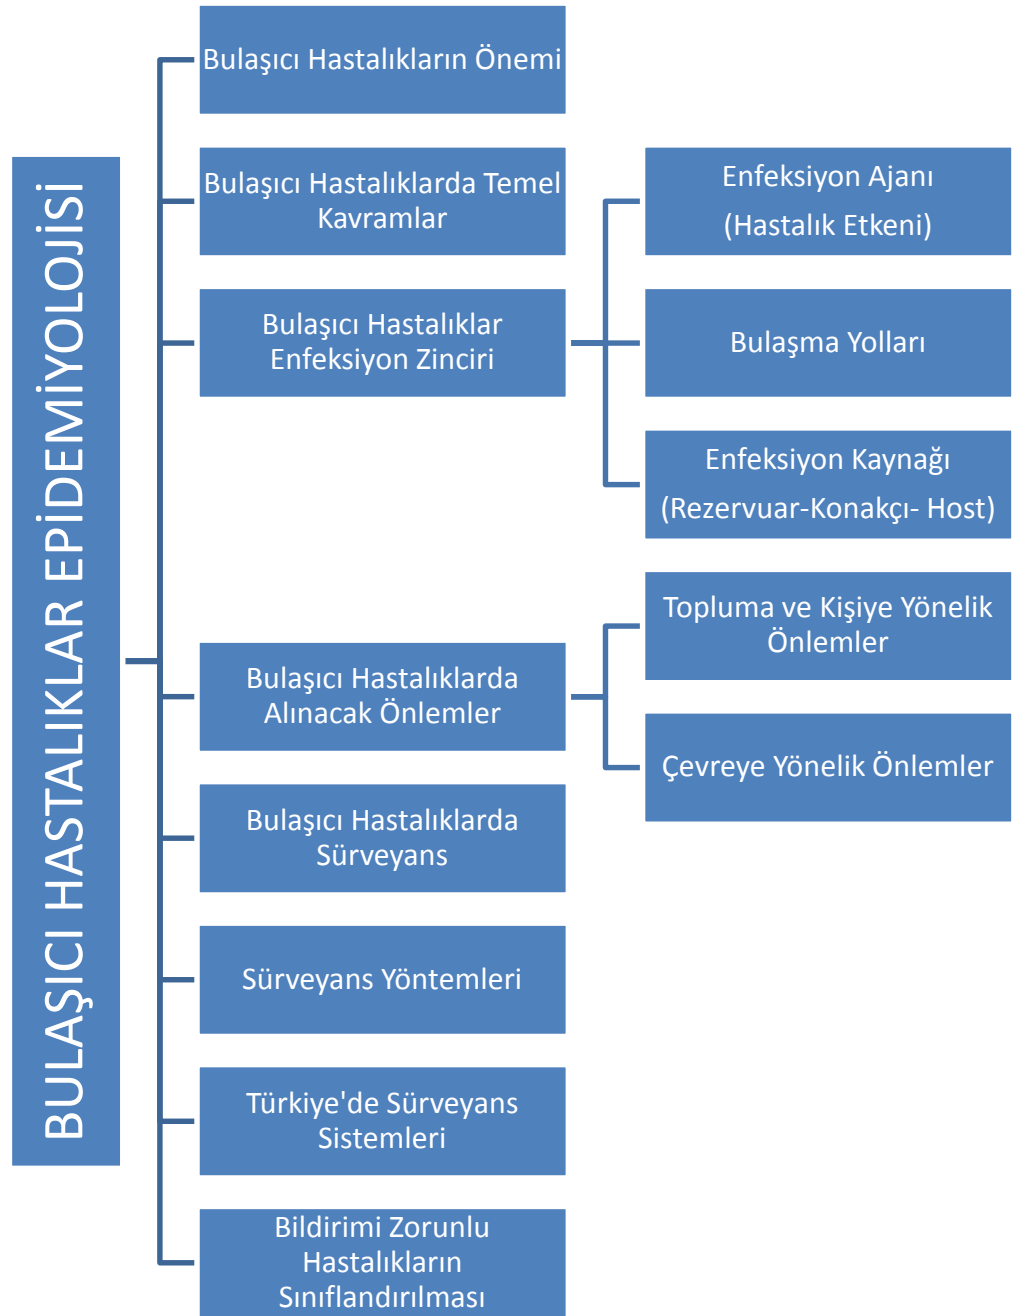 BULAŞICI HASTALIKLAR EPİDEMİYOLOJİSİ
Bulaşıcı Hastalıkların Önemi
Bulaşıcı Hastalıklarda Temel
Kavramlar
Bulaşıcı Hastalıklar
Enfeksiyon Zinciri
Enfeksiyon Ajanı
(Hastalık Etkeni)
Bulaşma Yolları
Enfeksiyon Kaynağı
(Rezervuar-Konakçı- Host)
Bulaşıcı Hastalıklarda
Alınacak Önlemler
Topluma ve Kişiye Yönelik
Önlemler
Çevreye Yönelik Önlemler
Bulaşıcı Hastalıklarda
Sürveyans
Sürveyans Yöntemleri
Türkiye'de Sürveyans
Sistemleri
Bildirimi Zorunlu
Hastalıkların
Sınıflandırılması